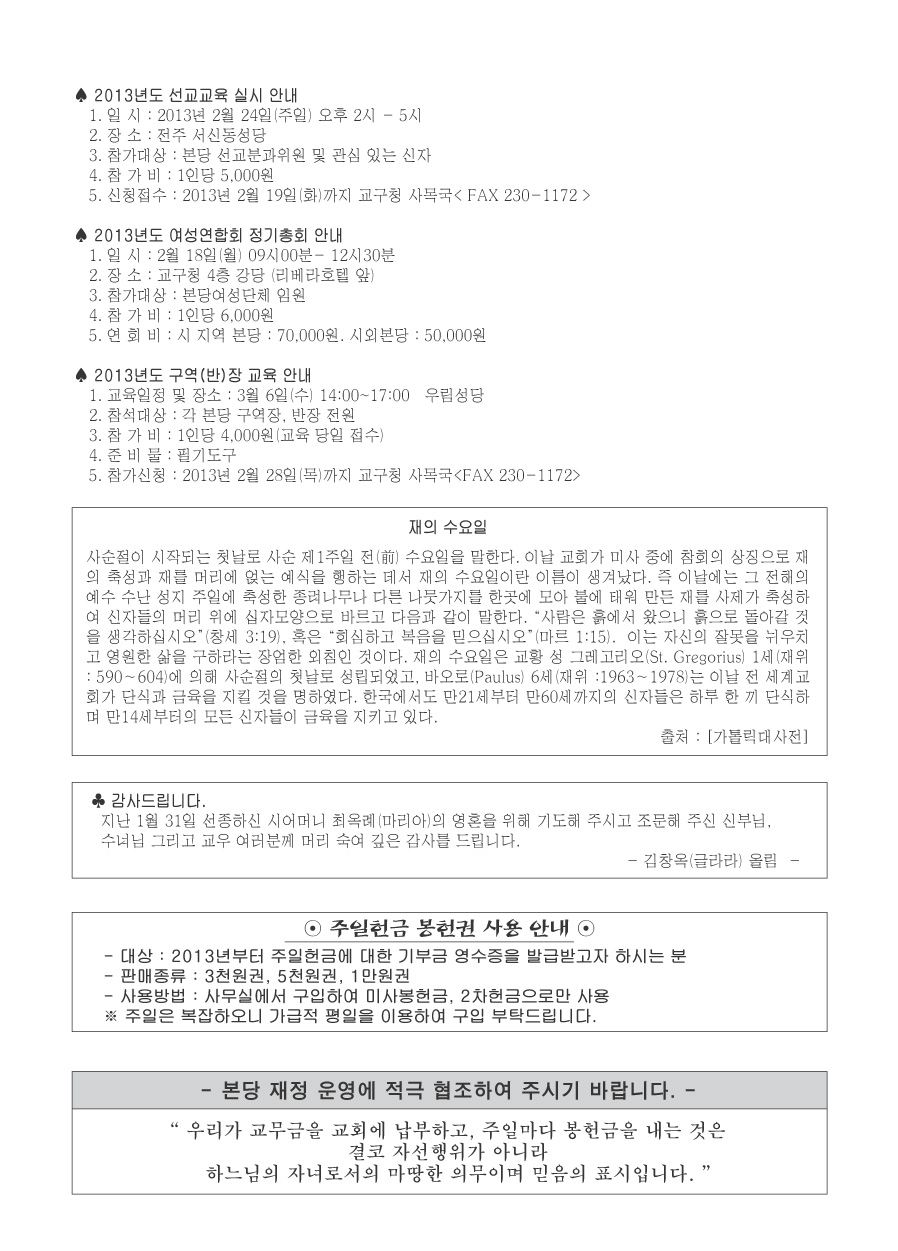 ♠ 2013년도 선교교육 실시 안내
1. 일 시 : 2013년 2월 24일(주일) 오후 2시 - 5시
2. 장 소 : 전주 서신동성당
3. 참가대상 : 본당 선교분과위원 및 관심 있는 신자
4. 참 가 비 : 1인당 5,000원
5. 신청접수 : 2013년 2월 19일(화)까지 교구청 사목국< FAX 230-1172 >
♠ 2013년도 여성연합회 정기총회 안내
1. 일 시 : 2월 18일(월) 09시00분- 12시30분
2. 장 소 : 교구청 4층 강당 (리베라호텔 앞)
3. 참가대상 : 본당여성단체 임원
4. 참 가 비 : 1인당 6,000원
5. 연 회 비 : 시 지역 본당 : 70,000원. 시외본당 : 50,000원
♠ 2013년도 구역(반)장 교육 안내
1. 교육일정 및 장소 : 3월 6일(수) 14:00~17:00 우림성당
2. 참석대상 : 각 본당 구역장, 반장 전원
3. 참 가 비 : 1인당 4,000원(교육 당일 접수)
4. 준 비 물 : 필기도구
5. 참가신청 : 2013년 2월 28일(목)까지 교구청 사목국<FAX 230-1172>
재의 수요일
사순절이 시작되는 첫날로 사순 제1주일 전(前) 수요일을 말한다. 이날 교회가 미사 중에 참회의 상징으로 재
의 축성과 재를 머리에 얹는 예식을 행하는 데서 재의 수요일이란 이름이 생겨났다. 즉 이날에는 그 전해의
예수 수난 성지 주일에 축성한 종려나무나 다른 나뭇가지를 한곳에 모아 불에 태워 만든 재를 사제가 축성하
여 신자들의 머리 위에 십자모양으로 바르고 다음과 같이 말한다. “사람은 흙에서 왔으니 흙으로 돌아갈 것
을 생각하십시오”(창세 3:19), 혹은 “회심하고 복음을 믿으십시오”(마르 1:15). 이는 자신의 잘못을 뉘우치
고 영원한 삶을 구하라는 장엄한 외침인 것이다. 재의 수요일은 교황 성 그레고리오(St. Gregorius) 1세(재위
: 590~604)에 의해 사순절의 첫날로 성립되었고, 바오로(Paulus) 6세(재위 :1963~1978)는 이날 전 세계교
회가 단식과 금육을 지킬 것을 명하였다. 한국에서도 만21세부터 만60세까지의 신자들은 하루 한 끼 단식하
며 만14세부터의 모든 신자들이 금육을 지키고 있다.
출처 : [가톨릭대사전]
♣ 감사드립니다.
지난 1월 31일 선종하신 시어머니 최옥례(마리아)의 영혼을 위해 기도해 주시고 조문해 주신 신부님,
수녀님 그리고 교우 여러분께 머리 숙여 깊은 감사를 드립니다.
- 김창옥(글라라) 올림 -
⊙ 주일헌금 봉헌권 사용 안내 ⊙
- 대상 : 2013년부터 주일헌금에 대한 기부금 영수증을 발급받고자 하시는 분
- 판매종류 : 3천원권, 5천원권, 1만원권
- 사용방법 : 사무실에서 구입하여 미사봉헌금, 2차헌금으로만 사용
※ 주일은 복잡하오니 가급적 평일을 이용하여 구입 부탁드립니다.
- 본당 재정 운영에 적극 협조하여 주시기 바랍니다. -
“ 우리가 교무금을 교회에 납부하고, 주일마다 봉헌금을 내는 것은
결코 자선행위가 아니라
하느님의 자녀로서의 마땅한 의무이며 믿음의 표시입니다. ”